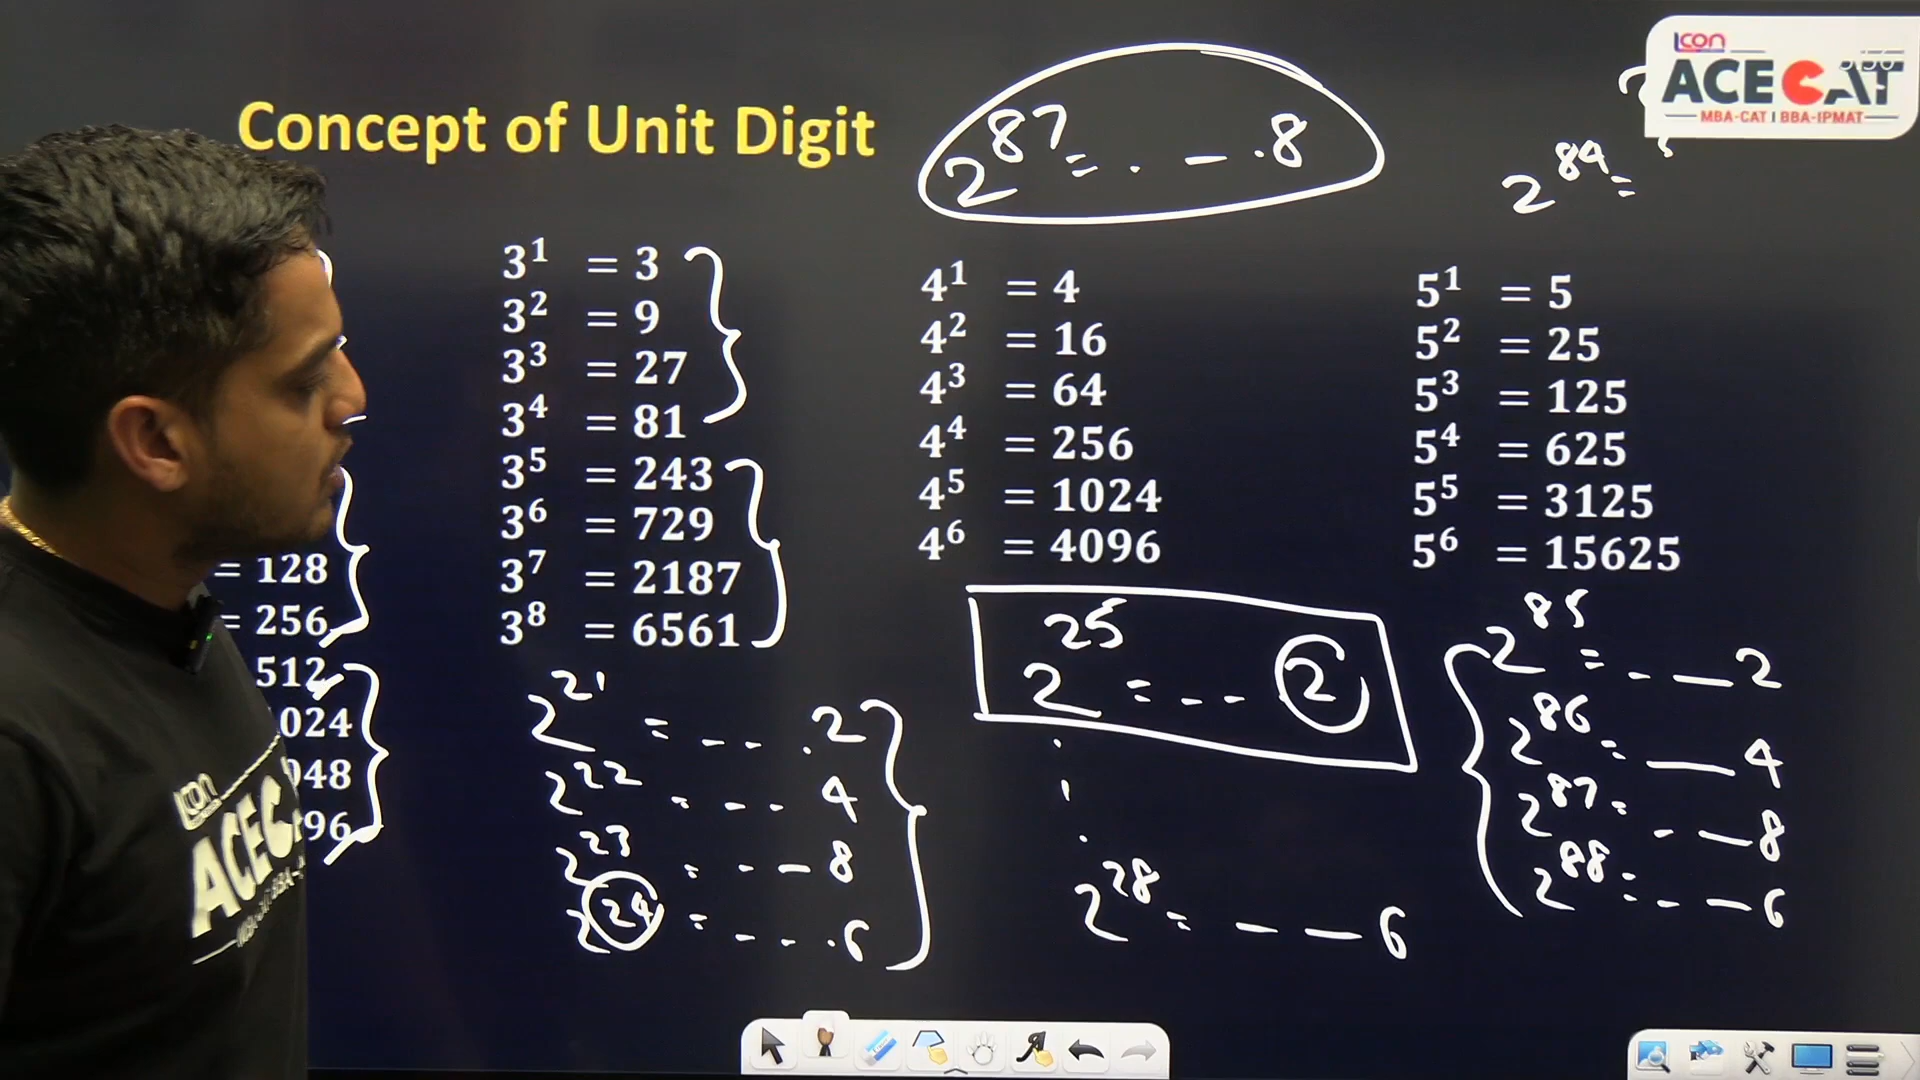 Concept of Unit Digit
2^87 = . – .8
Icon
ACE CAT
MBA-CAT | BBA-IPMAT
2^84 =
3^1 = 3
3^2 = 9
3^3 = 27
3^4 = 81
3^5 = 243
3^6 = 729
3^7 = 2187
3^8 = 6561
4^1 = 4
4^2 = 16
4^3 = 64
4^4 = 256
4^5 = 1024
4^6 = 4096
5^1 = 5
5^2 = 25
5^3 = 125
5^4 = 625
5^5 = 3125
5^6 = 15625
= 128
= 256
512
024
048
96
2^21 = – – .2
2^22 = – – – 4
2^23 = – – – 8
2^24 = – – – .6
2^25 = – – – 2
2^28 = – – 6
2^85 = – — 2
2^86 = — — 4
2^87 = – — 8
2^88 = – — 6
Icon
ACEC